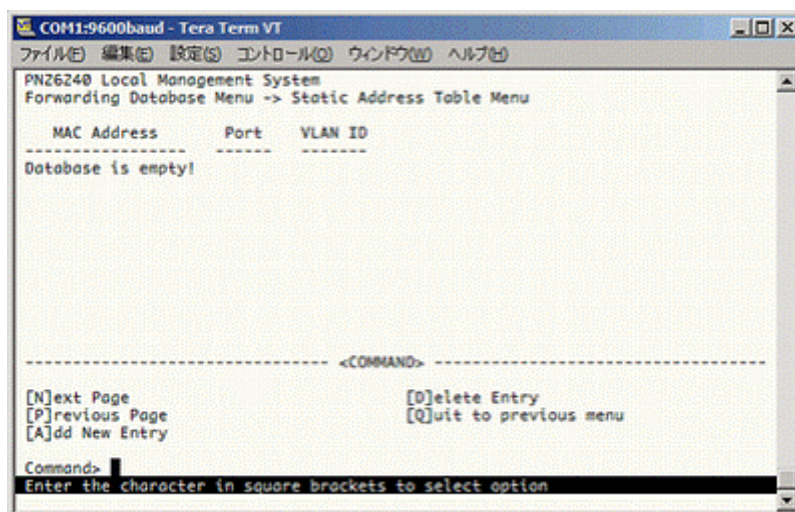 COM1:9600baud - Tera Term VT
ファイル(F) 編集(E) 設定(S) コントロール(O) ウィンドウ(W) ヘルプ(H)
PN26240 Local Management System
Forwarding Database Menu -> Static Address Table Menu
MAC Address Port VLAN ID
----------------- ------ -------
Database is empty!
-------------------------------- <COMMAND> -----------------------------------
[N]ext Page [D]elete Entry
[P]revious Page [Q]uit to previous menu
[A]dd New Entry
Command>
Enter the character in square brackets to select option